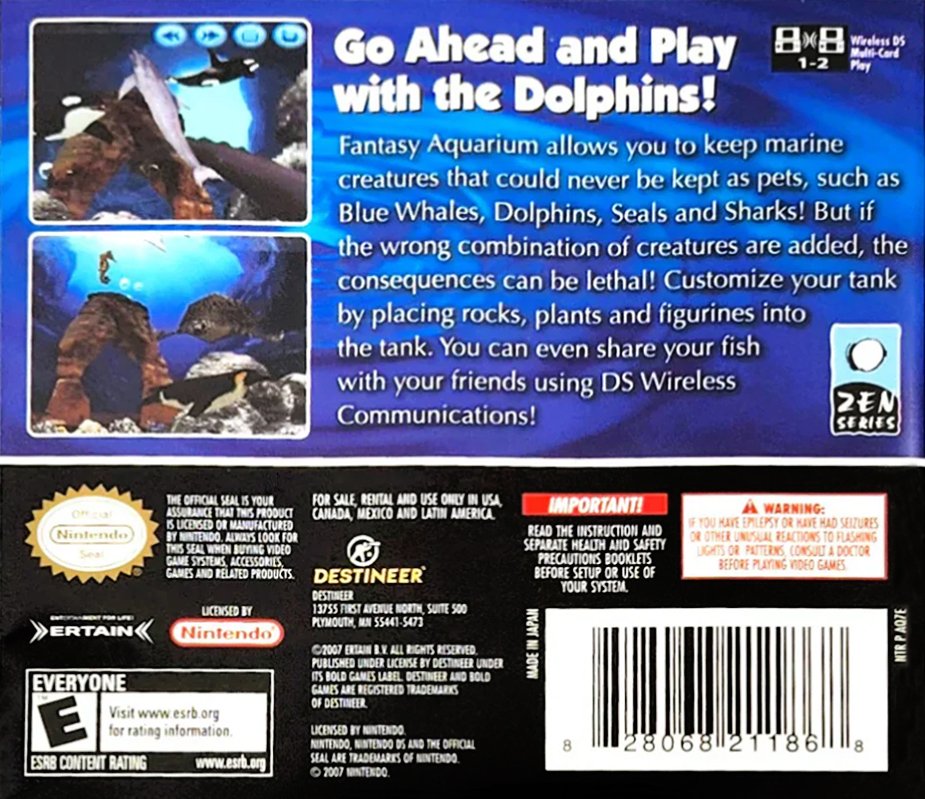 Go Ahead and Play
with the Dolphins!
1-2
Wireless DS
Multi-Card
Play
Fantasy Aquarium allows you to keep marine
creatures that could never be kept as pets, such as
Blue Whales, Dolphins, Seals and Sharks! But if
the wrong combination of creatures are added, the
consequences can be lethal! Customize your tank
by placing rocks, plants and figurines into
the tank. You can even share your fish
with your friends using DS Wireless
Communications!
ZEN
SERIES
Official
Nintendo
Seal
THE OFFICIAL SEAL IS YOUR
ASSURANCE THAT THIS PRODUCT
IS LICENSED OR MANUFACTURED
BY NINTENDO. ALWAYS LOOK FOR
THIS SEAL WHEN BUYING VIDEO
GAME SYSTEMS, ACCESSORIES,
GAMES AND RELATED PRODUCTS.
ENTERTAINMENT FOR LIFE!
ERTAIN
LICENSED BY
Nintendo®
EVERYONE
E
Visit www.esrb.org
for rating information.
ESRB CONTENT RATING www.esrb.org
FOR SALE, RENTAL AND USE ONLY IN USA,
CANADA, MEXICO AND LATIN AMERICA.
DESTINEER
DESTINEER
13755 FIRST AVENUE NORTH, SUITE 500
PLYMOUTH, MN 55441-5473
©2007 ERTAIN B.V. ALL RIGHTS RESERVED.
PUBLISHED UNDER LICENSE BY DESTINEER UNDER
ITS BOLD GAMES LABEL. DESTINEER AND BOLD
GAMES ARE REGISTERED TRADEMARKS
OF DESTINEER.
LICENSED BY NINTENDO.
NINTENDO, NINTENDO DS AND THE OFFICIAL
SEAL ARE TRADEMARKS OF NINTENDO.
© 2007 NINTENDO.
IMPORTANT!
READ THE INSTRUCTION AND
SEPARATE HEALTH AND SAFETY
PRECAUTIONS BOOKLETS
BEFORE SETUP OR USE OF
YOUR SYSTEM.
WARNING:
IF YOU HAVE EPILEPSY OR HAVE HAD SEIZURES
OR OTHER UNUSUAL REACTIONS TO FLASHING
LIGHTS OR PATTERNS, CONSULT A DOCTOR
BEFORE PLAYING VIDEO GAMES.
MADE IN JAPAN
8 28068 21186 8
NTR P AQ7E